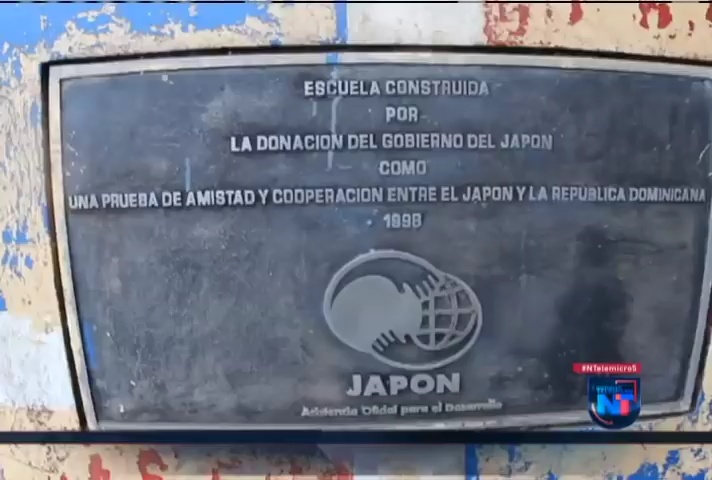 ESCUELA CONSTRUIDA
POR
LA DONACION DEL GOBIERNO DEL JAPON
COMO
UNA PRUEBA DE AMISTAD Y COOPERACION ENTRE EL JAPON Y LA REPUBLICA DOMINICANA
1998
JAPON
Asistencia Oficial para el Desarrollo
#NTelemicro5
NT